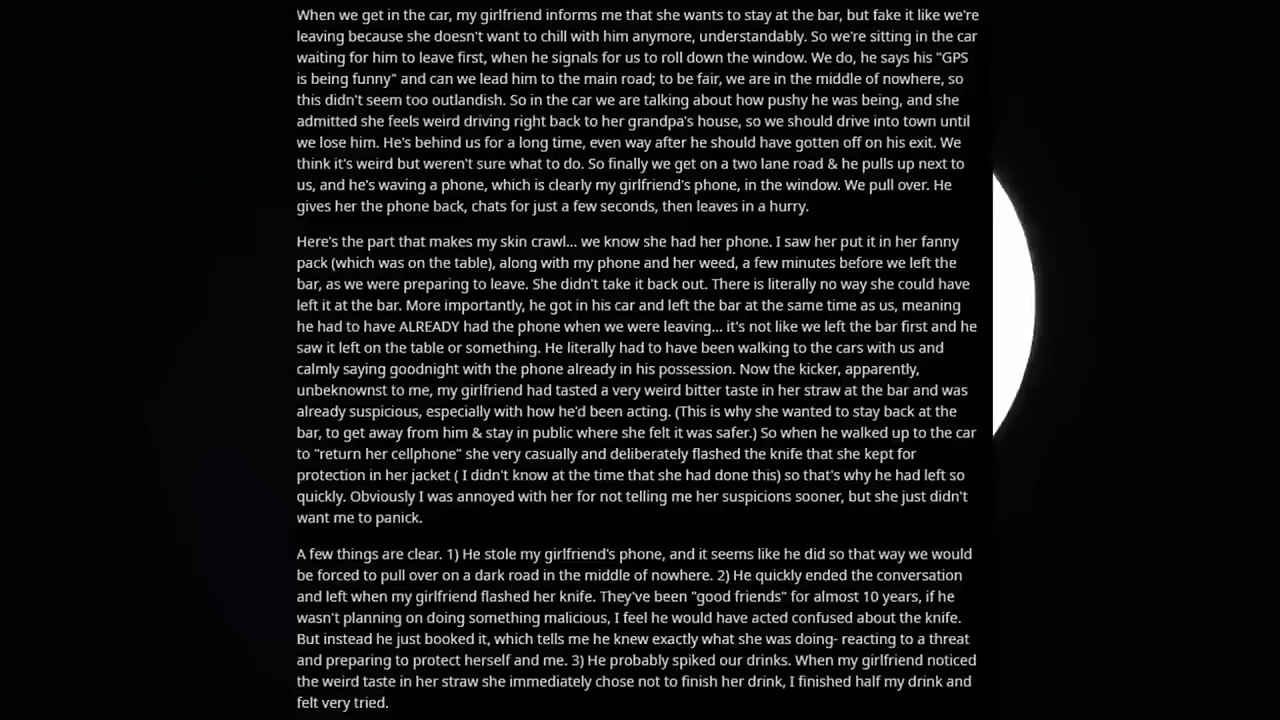 When we get in the car, my girlfriend informs me that she wants to stay at the bar, but fake it like we're
leaving because she doesn't want to chill with him anymore, understandably. So we're sitting in the car
waiting for him to leave first, when he signals for us to roll down the window. We do, he says his "GPS
is being funny" and can we lead him to the main road; to be fair, we are in the middle of nowhere, so
this didn't seem too outlandish. So in the car we are talking about how pushy he was being, and she
admitted she feels weird driving right back to her grandpa's house, so we should drive into town until
we lose him. He's behind us for a long time, even way after he should have gotten off on his exit. We
think it's weird but weren't sure what to do. So finally we get on a two lane road & he pulls up next to
us, and he's waving a phone, which is clearly my girlfriend's phone, in the window. We pull over. He
gives her the phone back, chats for just a few seconds, then leaves in a hurry.
Here's the part that makes my skin crawl... we know she had her phone. I saw her put it in her fanny
pack (which was on the table), along with my phone and her weed, a few minutes before we left the
bar, as we were preparing to leave. She didn't take it back out. There is literally no way she could have
left it at the bar. More importantly, he got in his car and left the bar at the same time as us, meaning
he had to have ALREADY had the phone when we were leaving... it's not like we left the bar first and he
saw it left on the table or something. He literally had to have been walking to the cars with us and
calmly saying goodnight with the phone already in his possession. Now the kicker, apparently,
unbeknownst to me, my girlfriend had tasted a very weird bitter taste in her straw at the bar and was
already suspicious, especially with how he'd been acting. (This is why she wanted to stay back at the
bar, to get away from him & stay in public where she felt it was safer.) So when he walked up to the car
to "return her cellphone" she very casually and deliberately flashed the knife that she kept for
protection in her jacket ( I didn't know at the time that she had done this) so that's why he had left so
quickly. Obviously I was annoyed with her for not telling me her suspicions sooner, but she just didn't
want me to panick.
A few things are clear. 1) He stole my girlfriend's phone, and it seems like he did so that way we would
be forced to pull over on a dark road in the middle of nowhere. 2) He quickly ended the conversation
and left when my girlfriend flashed her knife. They've been "good friends" for almost 10 years, if he
wasn't planning on doing something malicious, I feel he would have acted confused about the knife.
But instead he just booked it, which tells me he knew exactly what she was doing- reacting to a threat
and preparing to protect herself and me. 3) He probably spiked our drinks. When my girlfriend noticed
the weird taste in her straw she immediately chose not to finish her drink, I finished half my drink and
felt very tried.